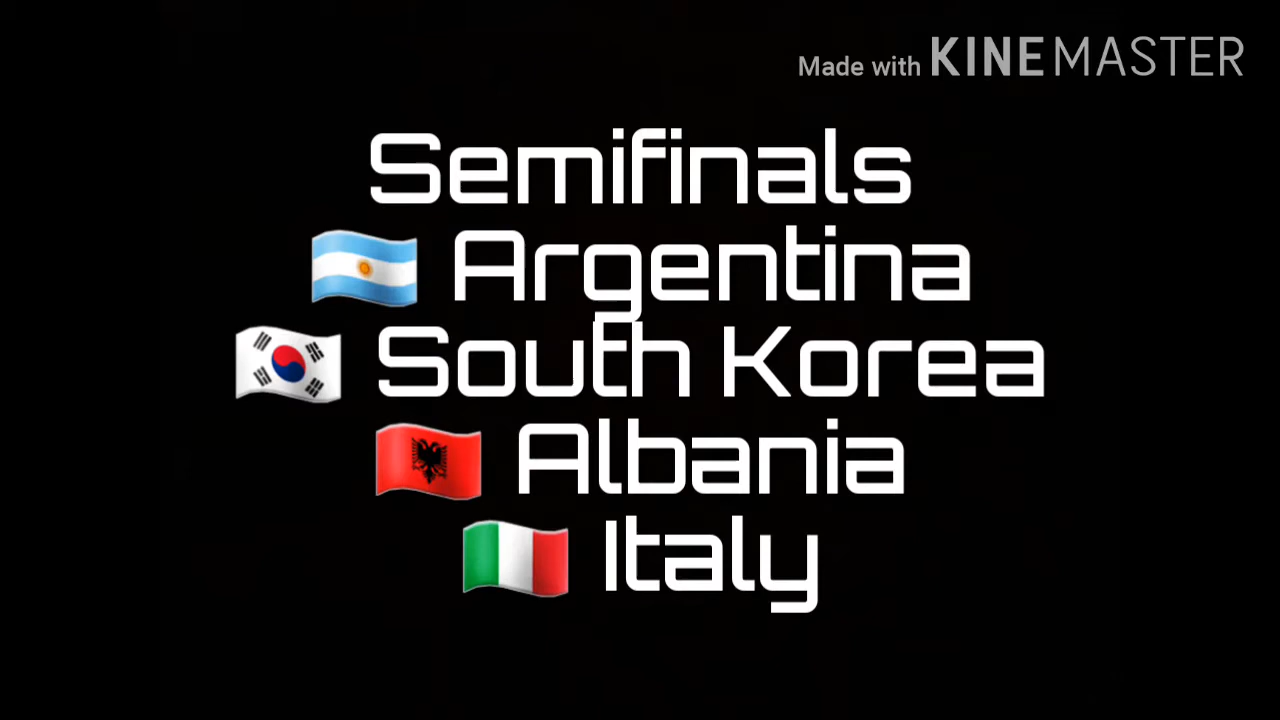 Made with KINEMASTER
Semifinals
🇦🇷 Argentina
🇰🇷 South Korea
🇦🇱 Albania
🇮🇹 Italy